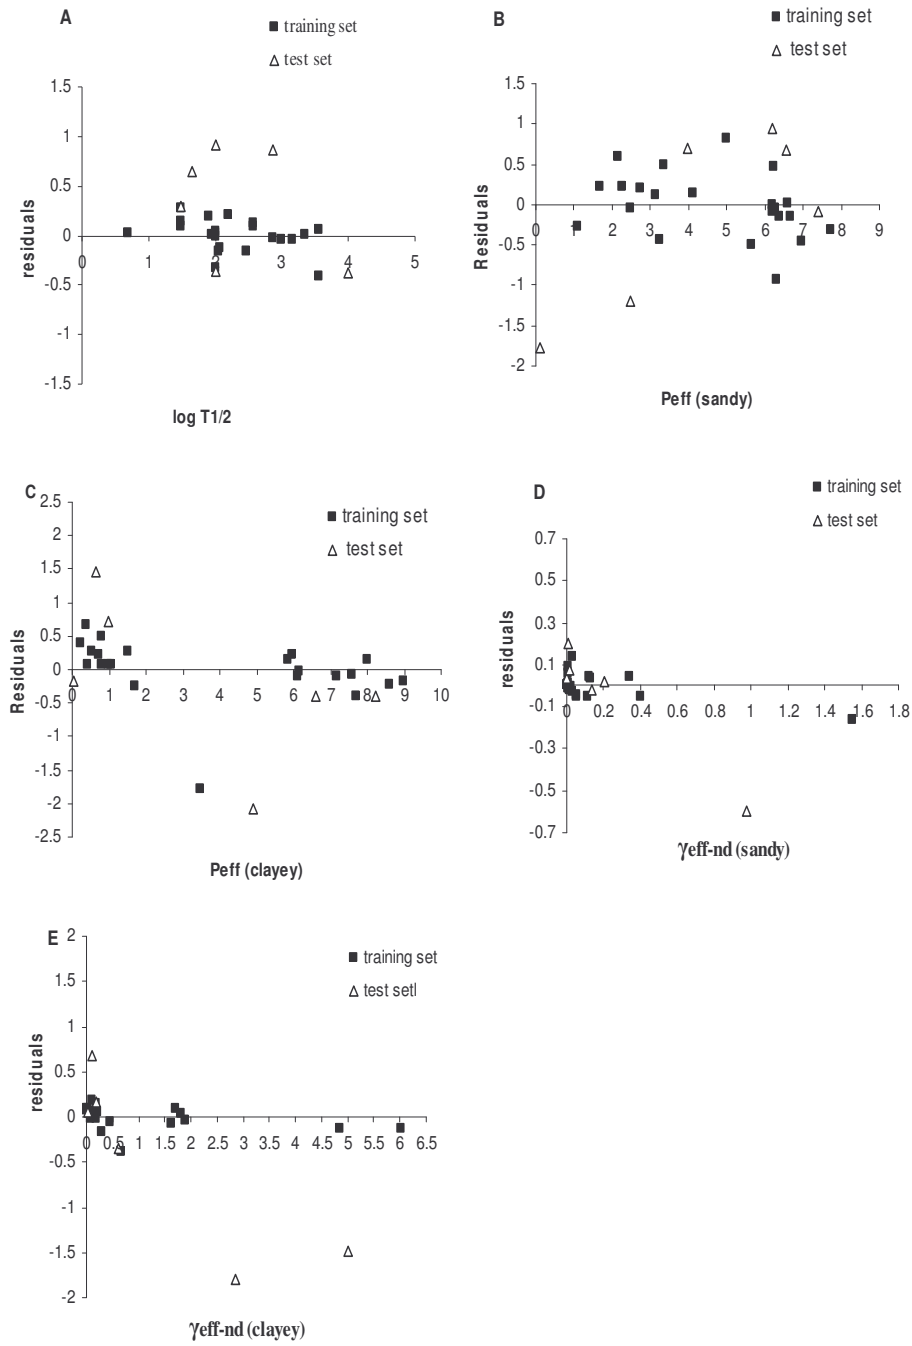 A
training set
test set
1.5
1
0.5
0
-0.5
-1
-1.5
0 1 2 3 4 5
residuals
log T1/2
B
training set
test set
1.5
1
0.5
0
-0.5
-1
-1.5
-2
0 1 2 3 4 5 6 7 8 9
Residuals
Peff (sandy)
C
training set
test set
2.5
2
1.5
1
0.5
0
-0.5
-1
-1.5
-2
-2.5
0 1 2 3 4 5 6 7 8 9 10
Residuals
Peff (clayey)
D
training set
test set
0.7
0.5
0.3
0.1
-0.1
-0.3
-0.5
-0.7
0 0.2 0.4 0.6 0.8 1 1.2 1.4 1.6 1.8
residuals
γeff-nd (sandy)
E
training set
test setl
2
1.5
1
0.5
0
-0.5
-1
-1.5
-2
0 0.5 1 1.5 2 2.5 3 3.5 4 4.5 5 5.5 6 6.5
residuals
γeff-nd (clayey)